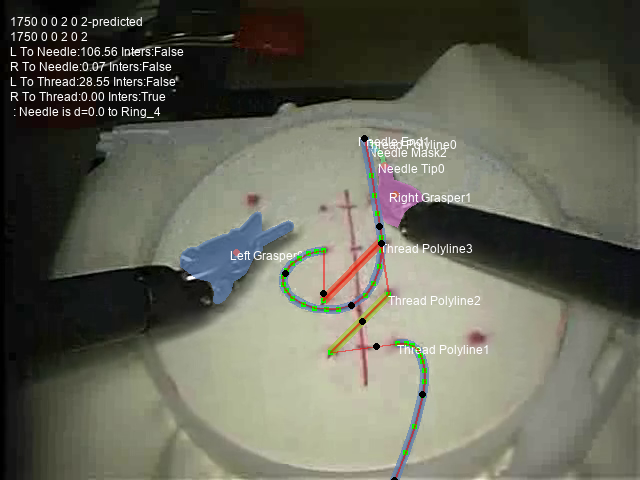 1750 0 0 2 0 2-predicted
1750 0 0 2 0 2
L To Needle:106.56 Inters:False
R To Needle:0.07 Inters:False
L To Thread:28.55 Inters:False
R To Thread:0.00 Inters:True
: Needle is d=0.0 to Ring_4
Needle End1
Thread Polyline0
Needle Mask2
Needle Tip0
Right Grasper1
Thread Polyline3
Left Grasper
Thread Polyline2
Thread Polyline1